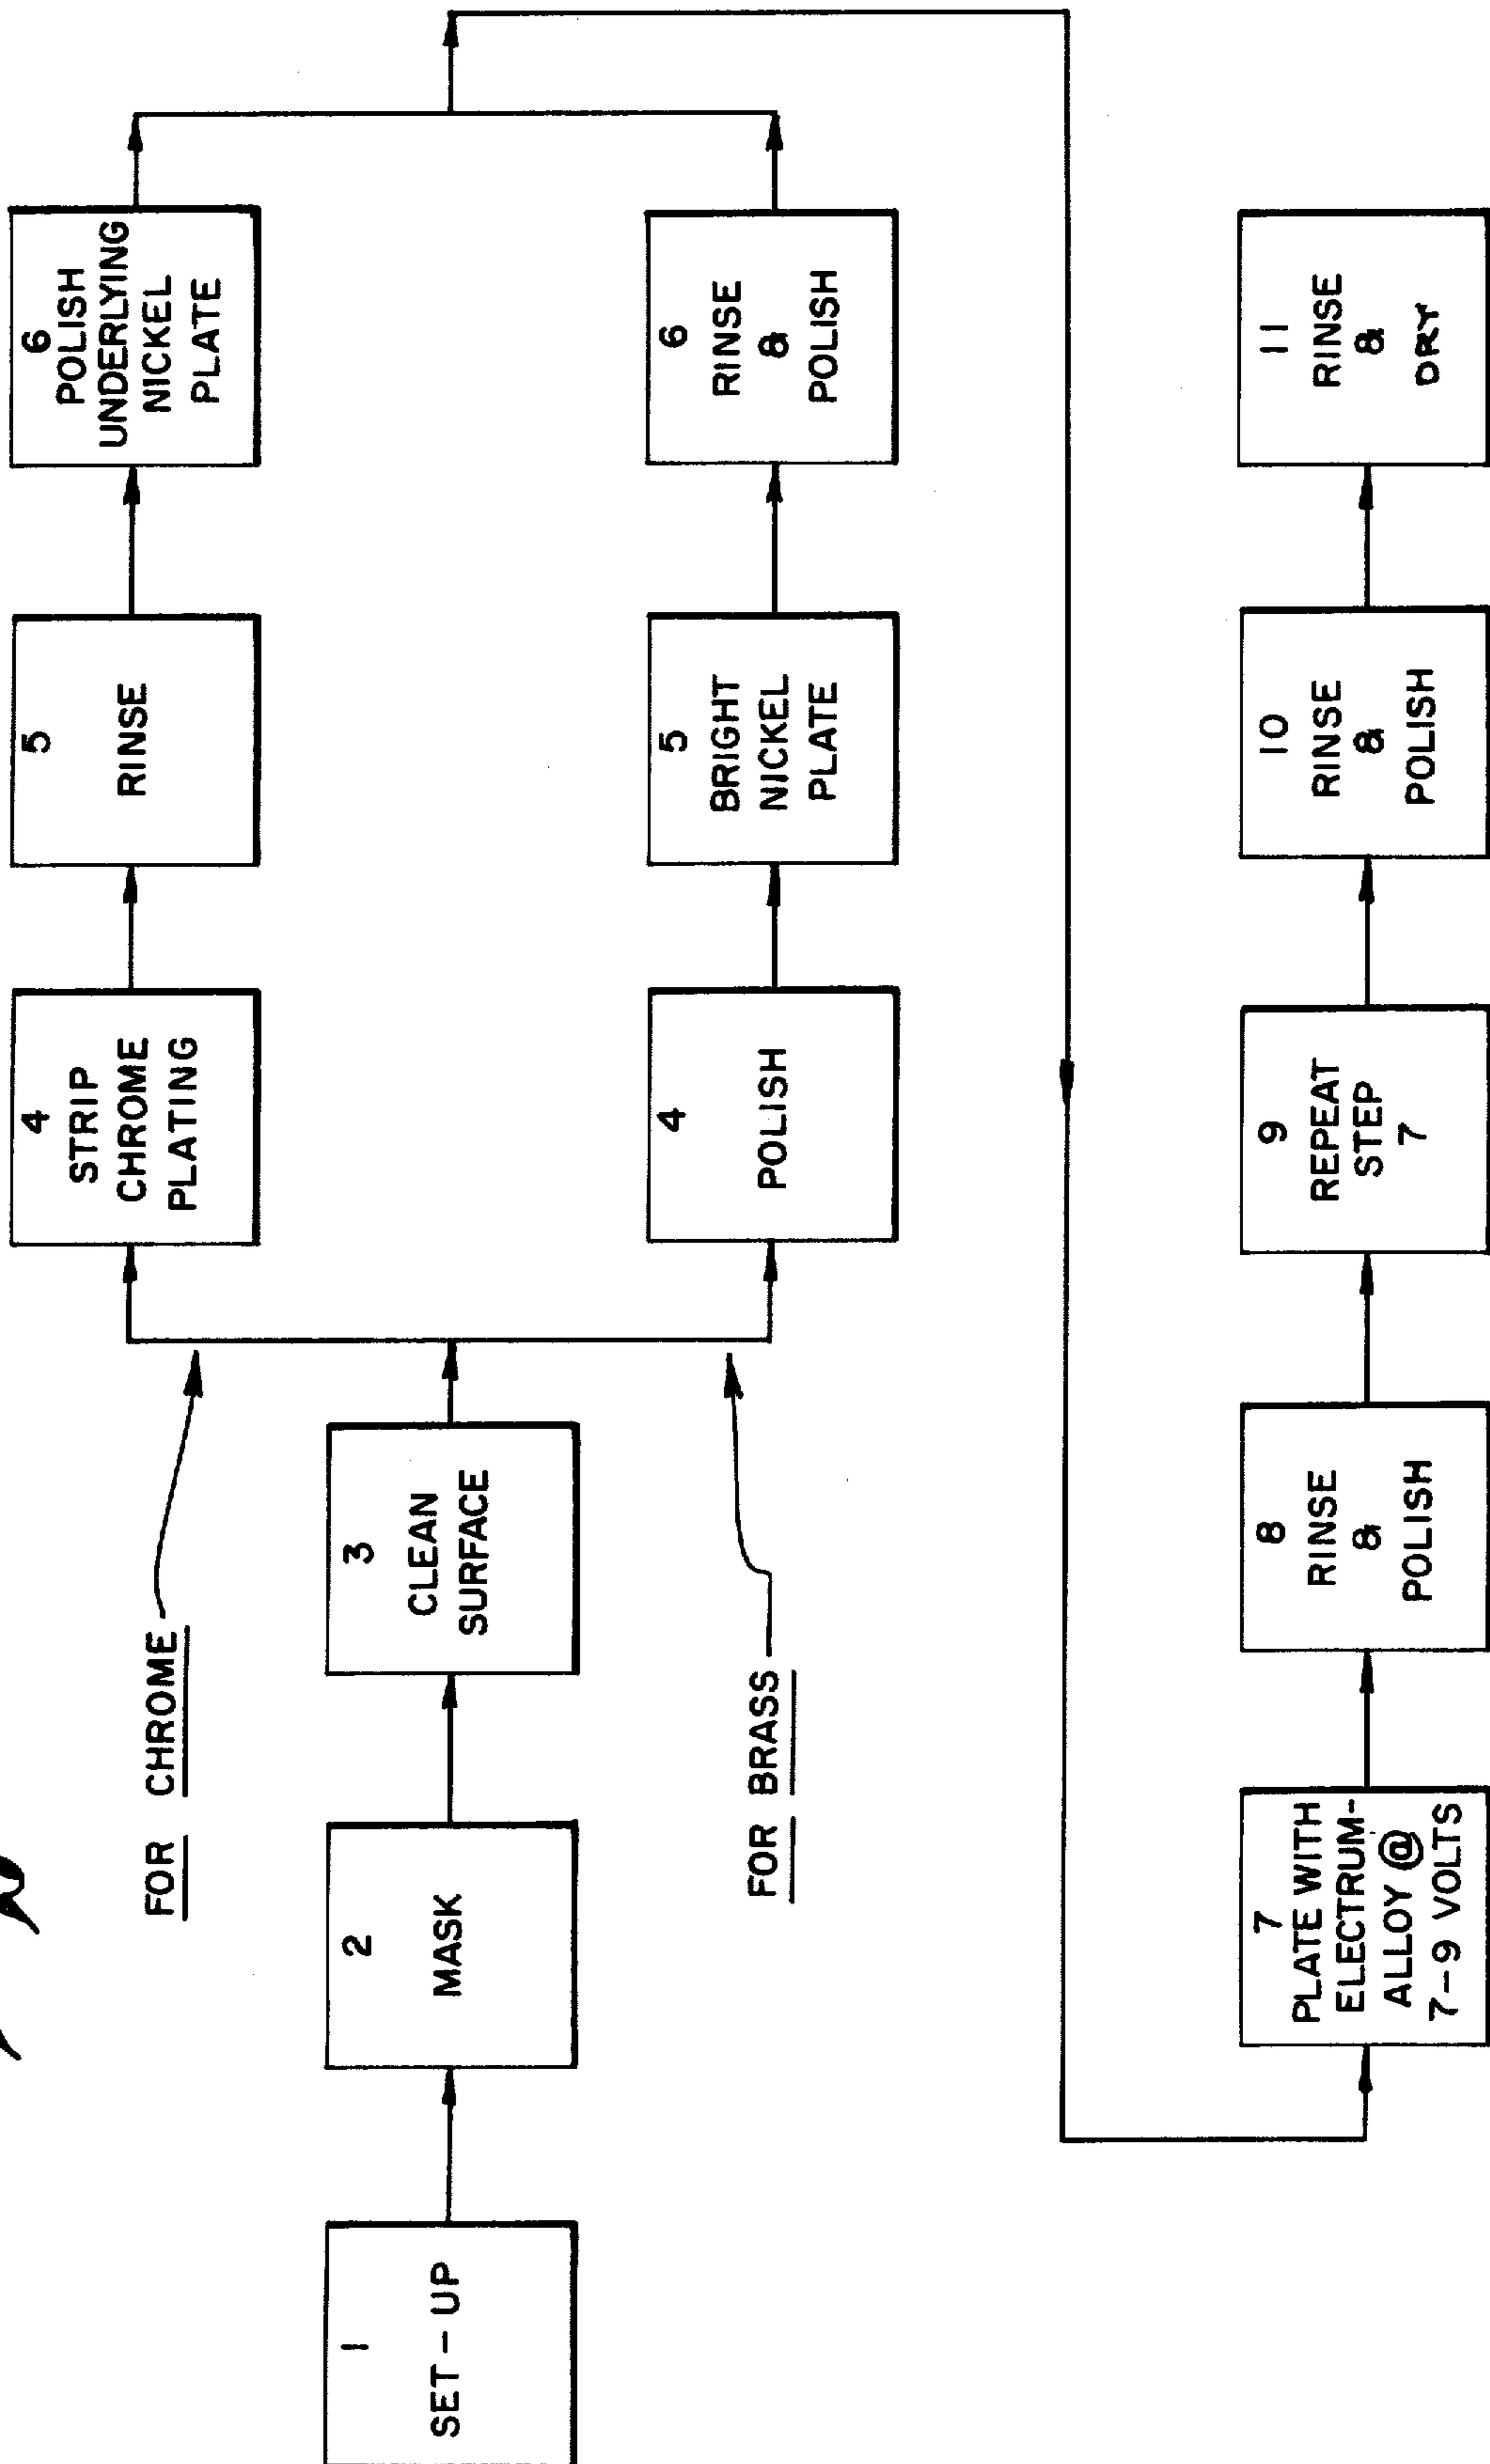 1
SET-UP
2
MASK
3
CLEAN
SURFACE
FOR CHROME
4
STRIP
CHROME
PLATING
5
RINSE
6
POLISH
UNDERLYING
NICKEL
PLATE
FOR BRASS
4
POLISH
5
BRIGHT
NICKEL
PLATE
6
RINSE
&
POLISH
7
PLATE WITH
ELECTRUM-
ALLOY @
7-9 VOLTS
8
RINSE
&
POLISH
9
REPEAT
STEP
7
10
RINSE
&
POLISH
11
RINSE
&
DRY